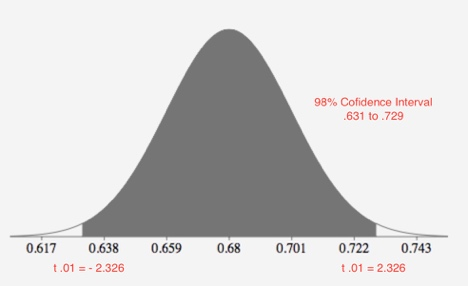 98% Cofidence Interval
.631 to .729
0.617 0.638 0.659 0.68 0.701 0.722 0.743
t .01 = - 2.326 t .01 = 2.326